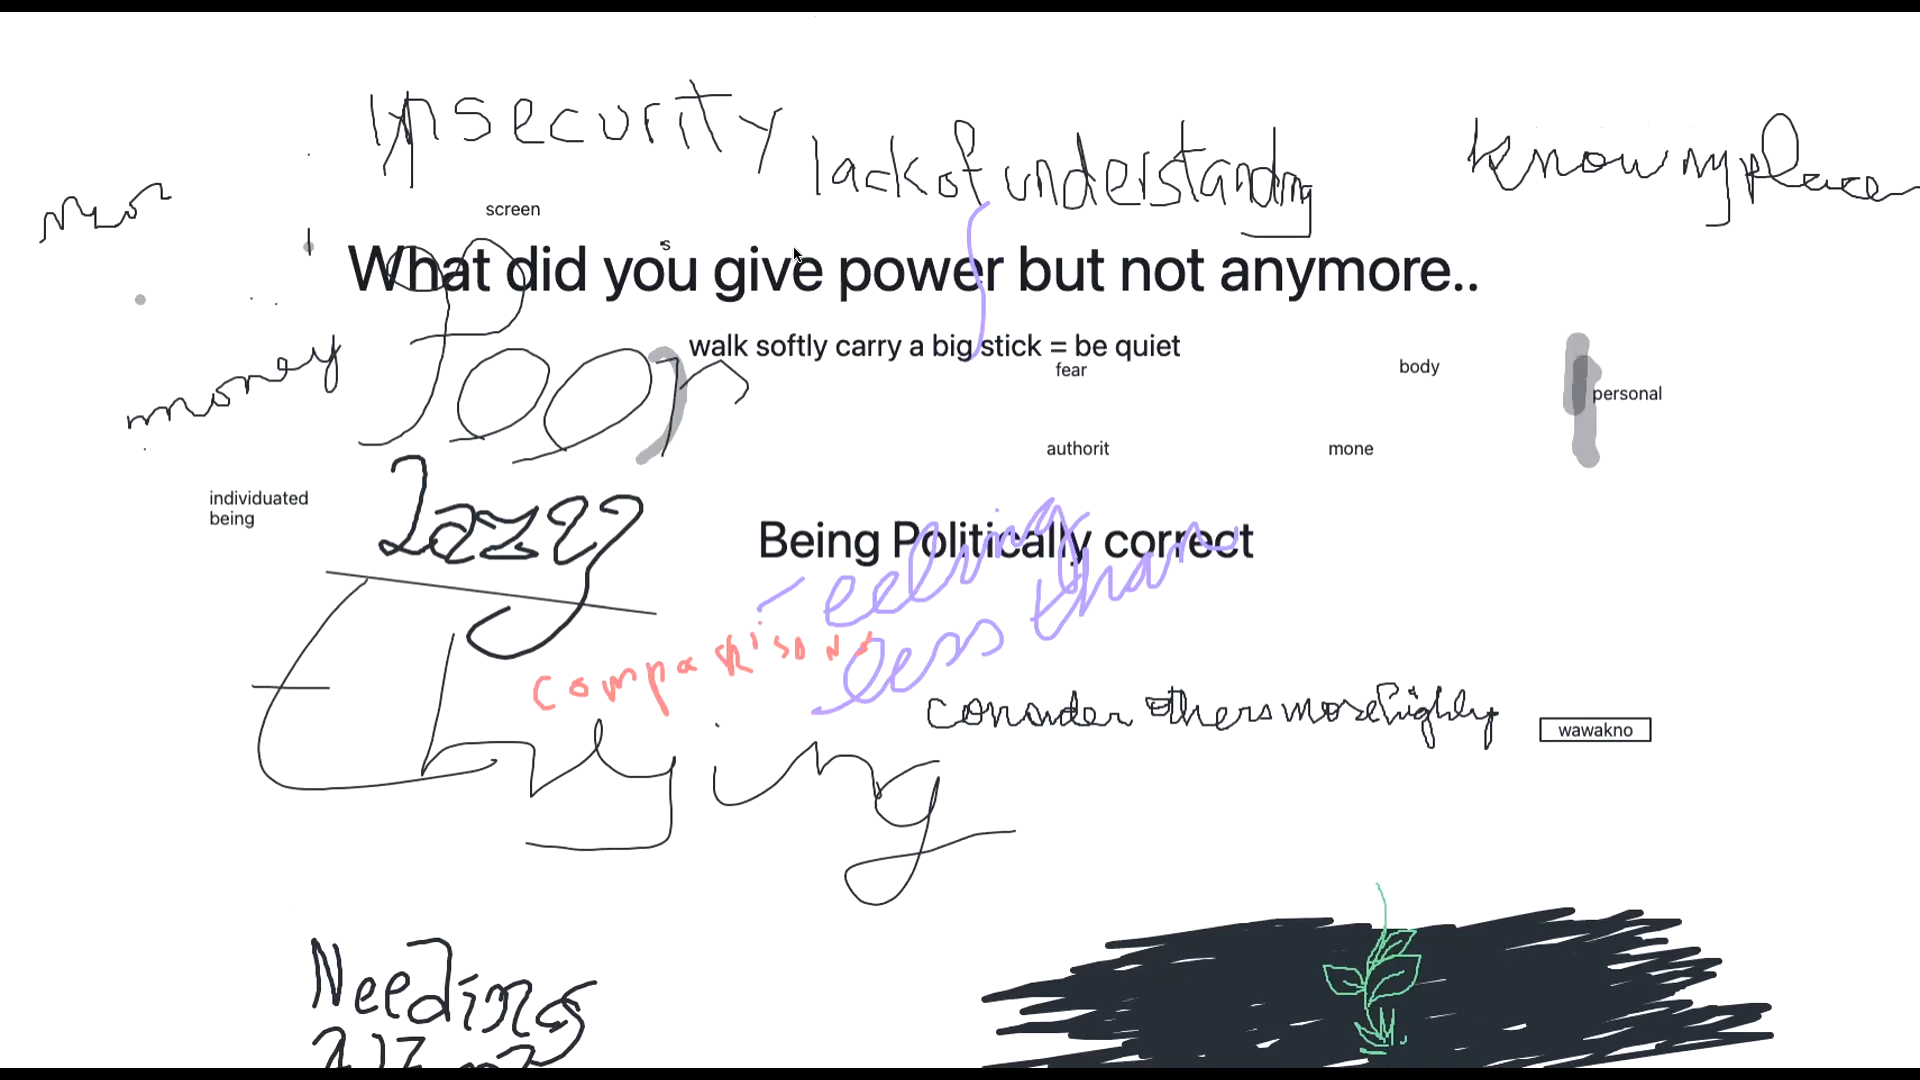 Insecurity
lack of understanding
know my place
screen
What did you give power but not anymore..
s
money
Poor
walk softly carry a big stick = be quiet
fear
body
personal
authorit
mone
individuated
being
Lazy
Being Politically correct
Feeling
less than
Comparisons
consider others more highly
wawakno
trying
Needing